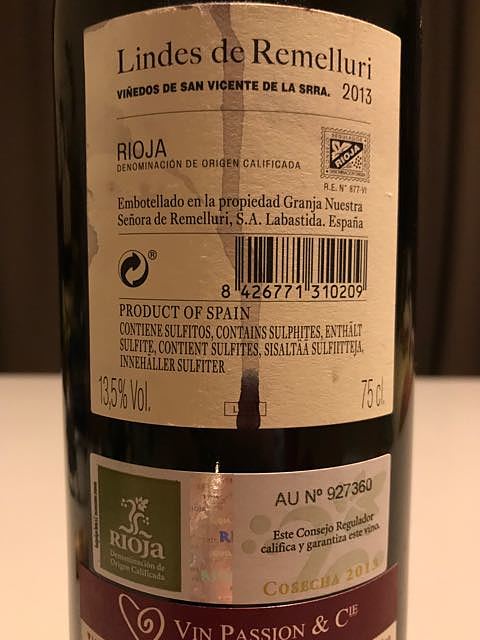 Lindes de Remelluri
VIÑEDOS DE SAN VICENTE DE LA SRRA. 2013
RIOJA
DENOMINACIÓN DE ORIGEN CALIFICADA
RIOJA
R.E. Nº 877-VI
Embotellado en la propiedad Granja Nuestra
Señora de Remelluri, S.A. Labastida. España
®
8 426771 310209
PRODUCT OF SPAIN
CONTIENE SULFITOS, CONTAINS SULPHITES, ENTHÄLT
SULFITE, CONTIENT SULFITES, SISALTÄÄ SULFIITTEJA,
INNEHÅLLER SULFITER
13,5% Vol.
75 cl.
AU Nº 927360
RIOJA
Denominación de
Origen Calificada
Este Consejo Regulador
califica y garantiza este vino.
COSECHA 2013
VIN PASSION & CIE